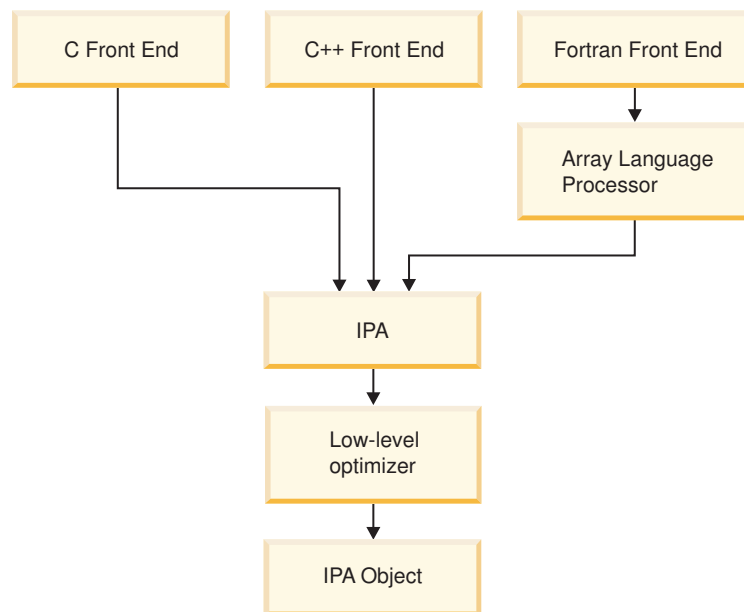 C Front End
C++ Front End
Fortran Front End
Array Language
Processor
IPA
Low-level
optimizer
IPA Object